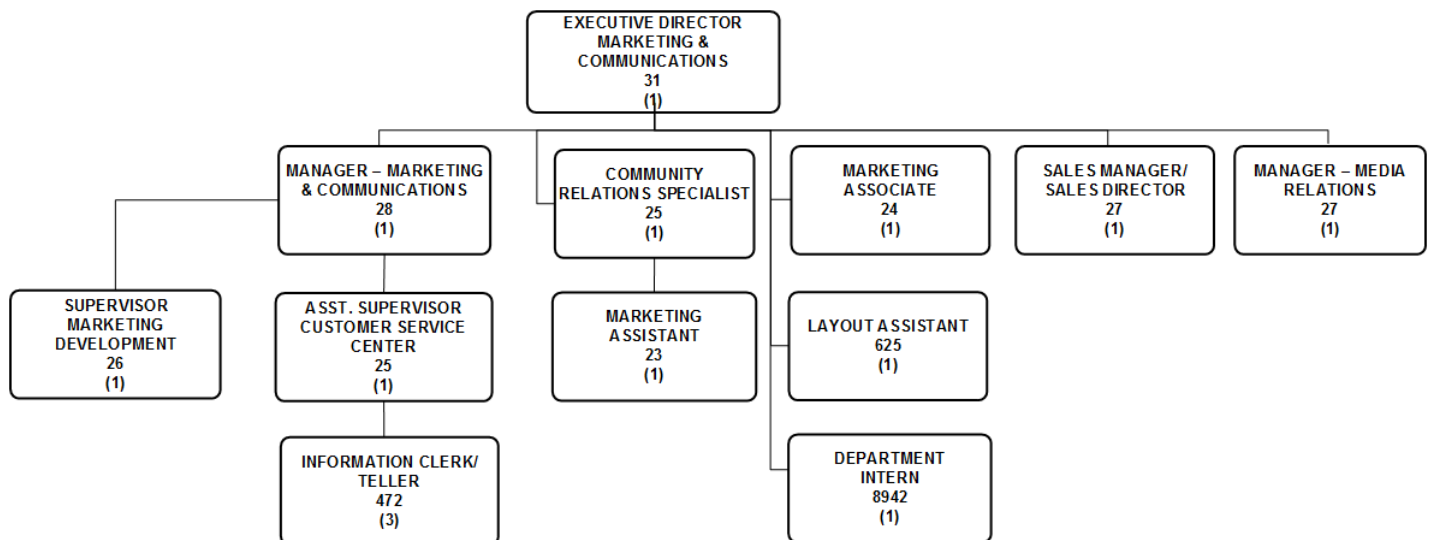 EXECUTIVE DIRECTOR
MARKETING &
COMMUNICATIONS
31
(1)
MANAGER – MARKETING
& COMMUNICATIONS
28
(1)
COMMUNITY
RELATIONS SPECIALIST
25
(1)
MARKETING
ASSOCIATE
24
(1)
SALES MANAGER/
SALES DIRECTOR
27
(1)
MANAGER – MEDIA
RELATIONS
27
(1)
SUPERVISOR
MARKETING
DEVELOPMENT
26
(1)
ASST. SUPERVISOR
CUSTOMER SERVICE
CENTER
25
(1)
MARKETING
ASSISTANT
23
(1)
LAYOUT ASSISTANT
625
(1)
INFORMATION CLERK/
TELLER
472
(3)
DEPARTMENT
INTERN
8942
(1)